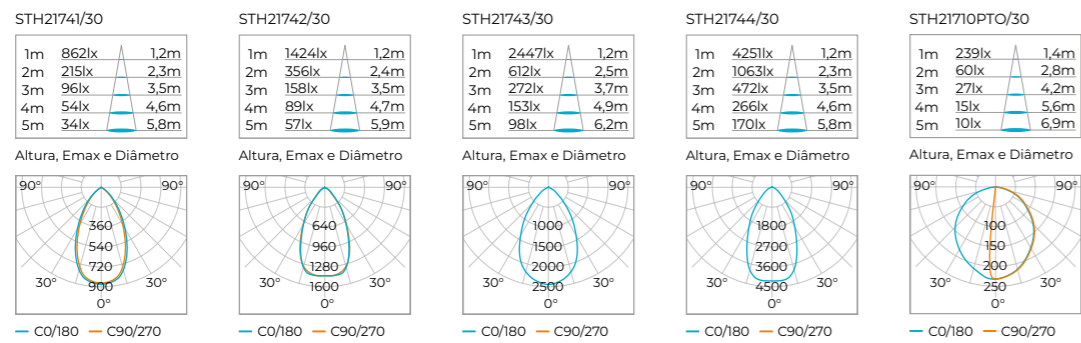 STH21741/30
1m 862lx 1,2m
2m 215lx 2,3m
3m 96lx 3,5m
4m 54lx 4,6m
5m 34lx 5,8m
Altura, Emax e Diâmetro
90° 90°
360
540
720
30° 30°
900
0°
C0/180 C90/270
STH21742/30
1m 1424lx 1,2m
2m 356lx 2,4m
3m 158lx 3,5m
4m 89lx 4,7m
5m 57lx 5,9m
Altura, Emax e Diâmetro
90° 90°
640
960
1280
30° 30°
1600
0°
C0/180 C90/270
STH21743/30
1m 2447lx 1,2m
2m 612lx 2,5m
3m 272lx 3,7m
4m 153lx 4,9m
5m 98lx 6,2m
Altura, Emax e Diâmetro
90° 90°
1000
1500
2000
30° 30°
2500
0°
C0/180 C90/270
STH21744/30
1m 4251lx 1,2m
2m 1063lx 2,3m
3m 472lx 3,5m
4m 266lx 4,6m
5m 170lx 5,8m
Altura, Emax e Diâmetro
90° 90°
1800
2700
3600
30° 30°
4500
0°
C0/180 C90/270
STH21710PTO/30
1m 239lx 1,4m
2m 60lx 2,8m
3m 27lx 4,2m
4m 15lx 5,6m
5m 10lx 6,9m
Altura, Emax e Diâmetro
90° 90°
100
150
200
30° 30°
250
0°
C0/180 C90/270